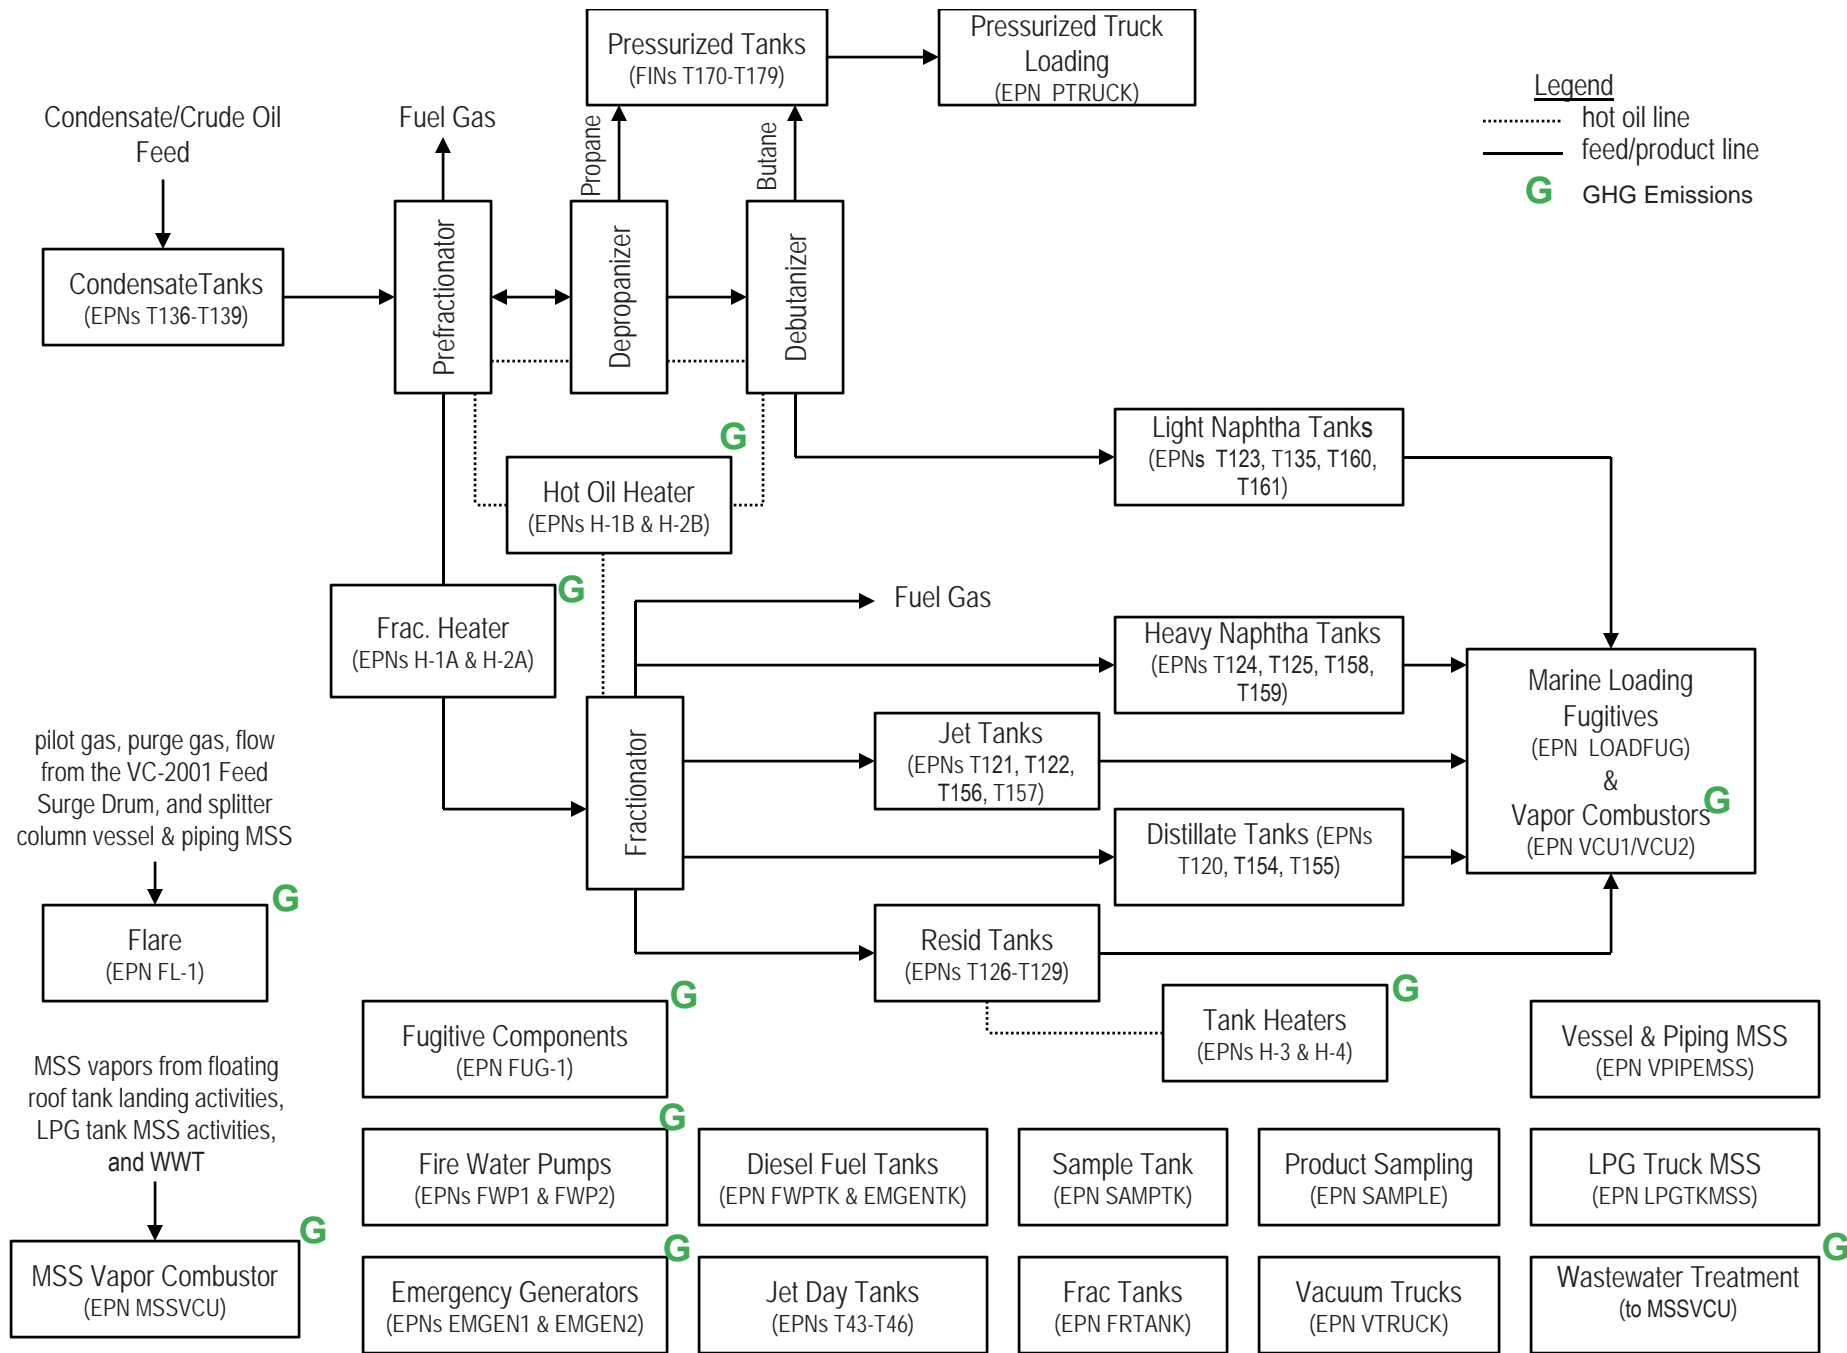 Pressurized Tanks
(FINs T170-T179)
Pressurized Truck
Loading
(EPN PTRUCK)
Legend
hot oil line
feed/product line
G GHG Emissions
Condensate/Crude Oil
Feed
Fuel Gas
Propane
Butane
CondensateTanks
(EPNs T136-T139)
Prefractionator
Depropanizer
Debutanizer
G
Hot Oil Heater
(EPNs H-1B & H-2B)
Light Naphtha Tanks
(EPNs T123, T135, T160,
T161)
G
Frac. Heater
(EPNs H-1A & H-2A)
Fuel Gas
Heavy Naphtha Tanks
(EPNs T124, T125, T158,
T159)
Fractionator
Jet Tanks
(EPNs T121, T122,
T156, T157)
Distillate Tanks (EPNs
T120, T154, T155)
Resid Tanks
(EPNs T126-T129)
Marine Loading
Fugitives
(EPN LOADFUG)
&
G
Vapor Combustors
(EPN VCU1/VCU2)
pilot gas, purge gas, flow
from the VC-2001 Feed
Surge Drum, and splitter
column vessel & piping MSS
G
Flare
(EPN FL-1)
G
Fugitive Components
(EPN FUG-1)
G
Tank Heaters
(EPNs H-3 & H-4)
Vessel & Piping MSS
(EPN VPIPEMSS)
MSS vapors from floating
roof tank landing activities,
LPG tank MSS activities,
and WWT
G
Fire Water Pumps
(EPNs FWP1 & FWP2)
Diesel Fuel Tanks
(EPN FWPTK & EMGENTK)
Sample Tank
(EPN SAMPTK)
Product Sampling
(EPN SAMPLE)
LPG Truck MSS
(EPN LPGTKMSS)
G
MSS Vapor Combustor
(EPN MSSVCU)
G
Emergency Generators
(EPNs EMGEN1 & EMGEN2)
Jet Day Tanks
(EPNs T43-T46)
Frac Tanks
(EPN FRTANK)
Vacuum Trucks
(EPN VTRUCK)
G
Wastewater Treatment
(to MSSVCU)